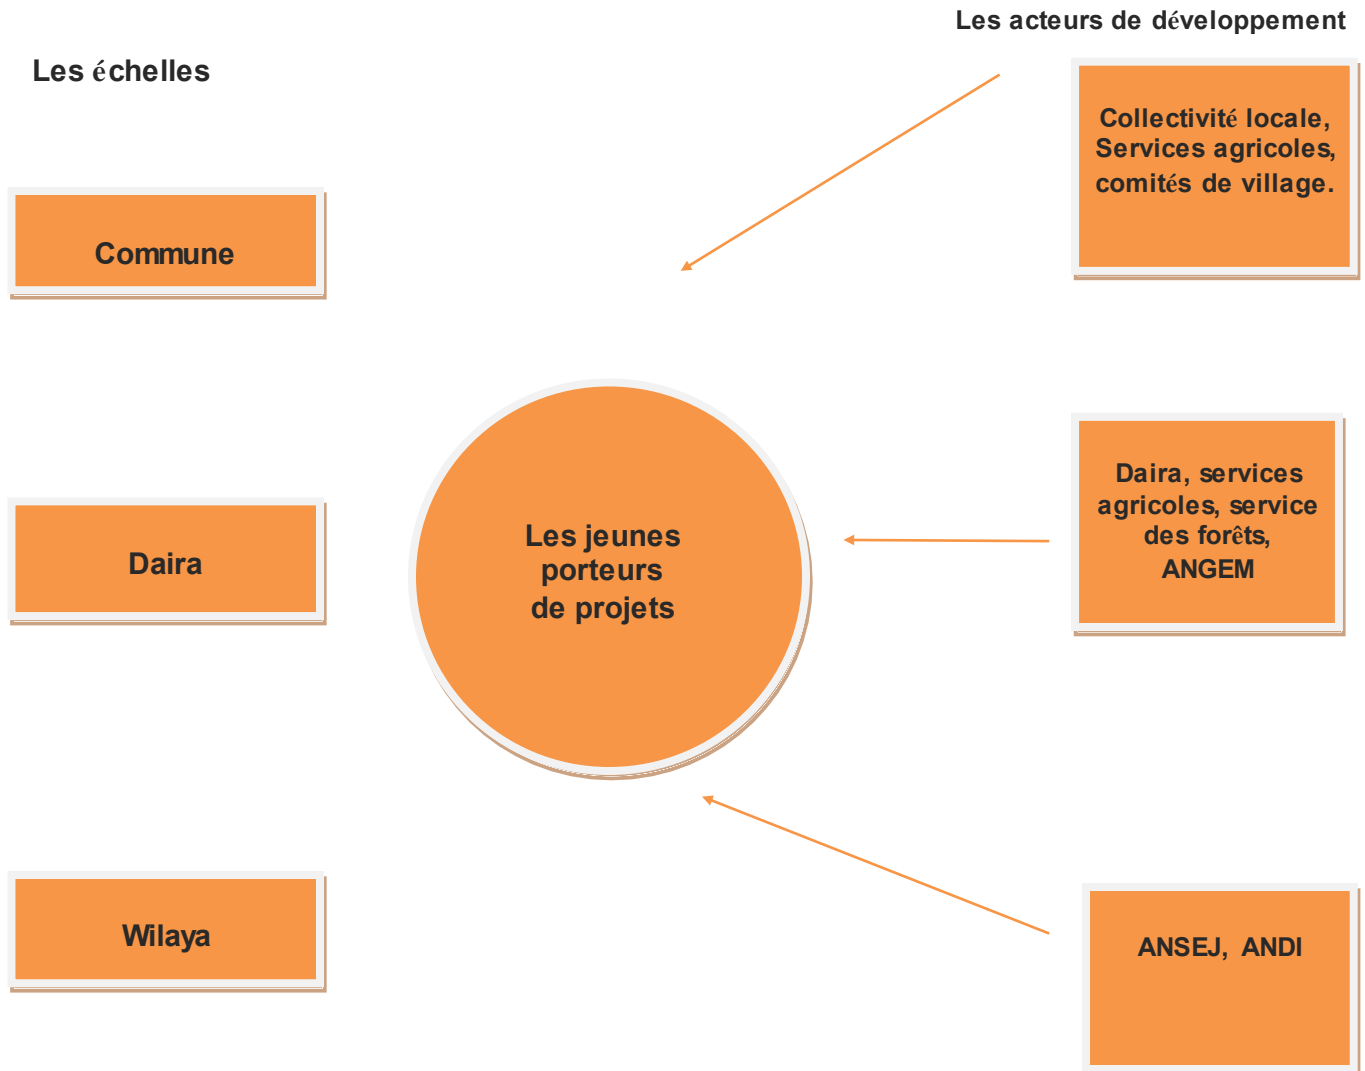 Les acteurs de développement
Les échelles
Collectivité locale,
Services agricoles,
comités de village.
Commune
Daira, services
agricoles, service
des forêts,
ANGEM
Les jeunes
porteurs
de projets
Daira
Wilaya
ANSEJ, ANDI